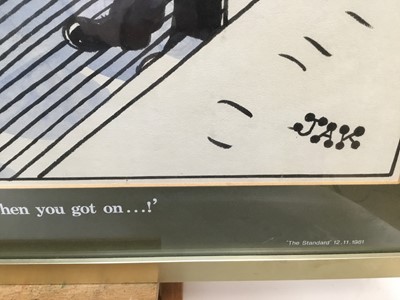 JAK
hen you got on...!’
‘The Standard’ 12.11.1981